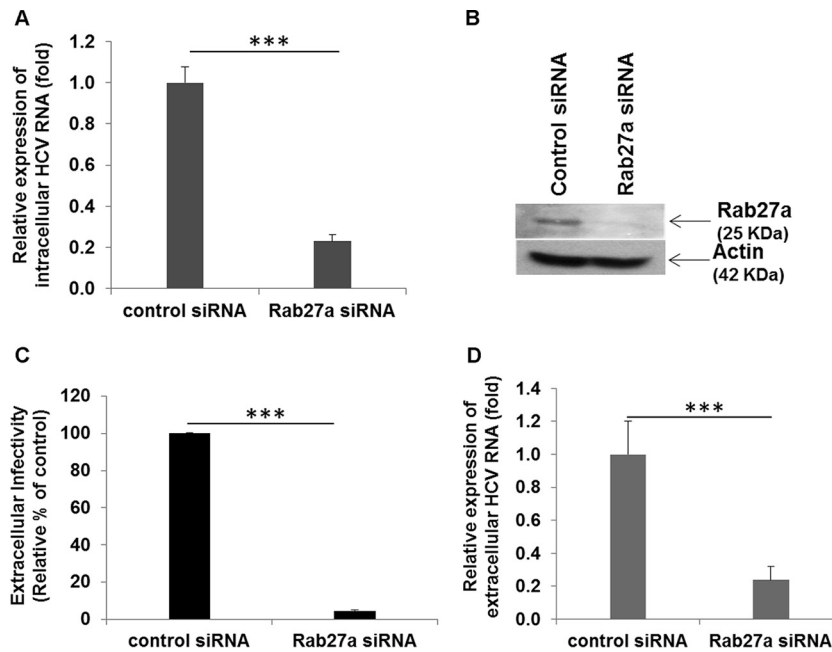 A
Relative expression of
intracellular HCV RNA (fold)
1.2
1.0
0.8
0.6
0.4
0.2
0
***
control siRNA
Rab27a siRNA
B
Control siRNA
Rab27a siRNA
Rab27a
(25 KDa)
Actin
(42 KDa)
C
Extracellular Infectivity
(Relative % of control)
120
100
80
60
40
20
0
***
control siRNA
Rab27a siRNA
D
Relative expression of
extracellular HCV RNA (fold)
1.4
1.2
1.0
0.8
0.6
0.4
0.2
0.0
***
control siRNA
Rab27a siRNA